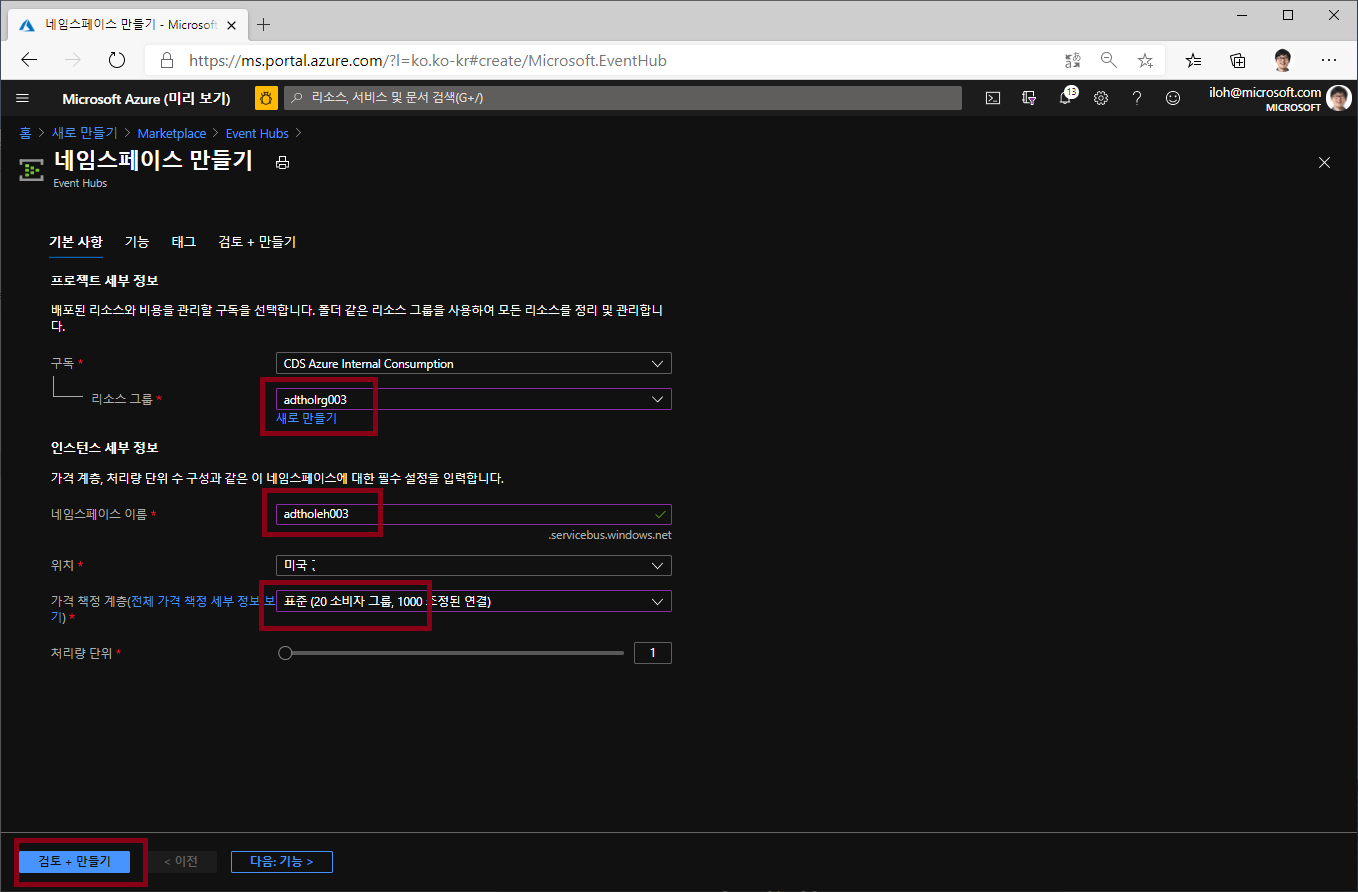 네임스페이스 만들기 - Microsoft
https://ms.portal.azure.com/?l=ko.ko-kr#create/Microsoft.EventHub
Microsoft Azure (미리 보기)
리소스, 서비스 및 문서 검색(G+/)
13
iloh@microsoft.com
MICROSOFT
홈 > 새로 만들기 > Marketplace > Event Hubs >
네임스페이스 만들기
Event Hubs
기본 사항 기능 태그 검토 + 만들기
프로젝트 세부 정보
배포된 리소스와 비용을 관리할 구독을 선택합니다. 폴더 같은 리소스 그룹을 사용하여 모든 리소스를 정리 및 관리합니
다.
구독 * CDS Azure Internal Consumption
리소스 그룹 * adtholrg003
새로 만들기
인스턴스 세부 정보
가격 계층, 처리량 단위 수 구성과 같은 이 네임스페이스에 대한 필수 설정을 입력합니다.
네임스페이스 이름 * adtholeh003
.servicebus.windows.net
위치 * 미국
가격 책정 계층(전체 가격 책정 세부 정보 보 표준 (20 소비자 그룹, 1000 조정된 연결)
기) *
처리량 단위 * 1
검토 + 만들기 < 이전 다음: 기능 >